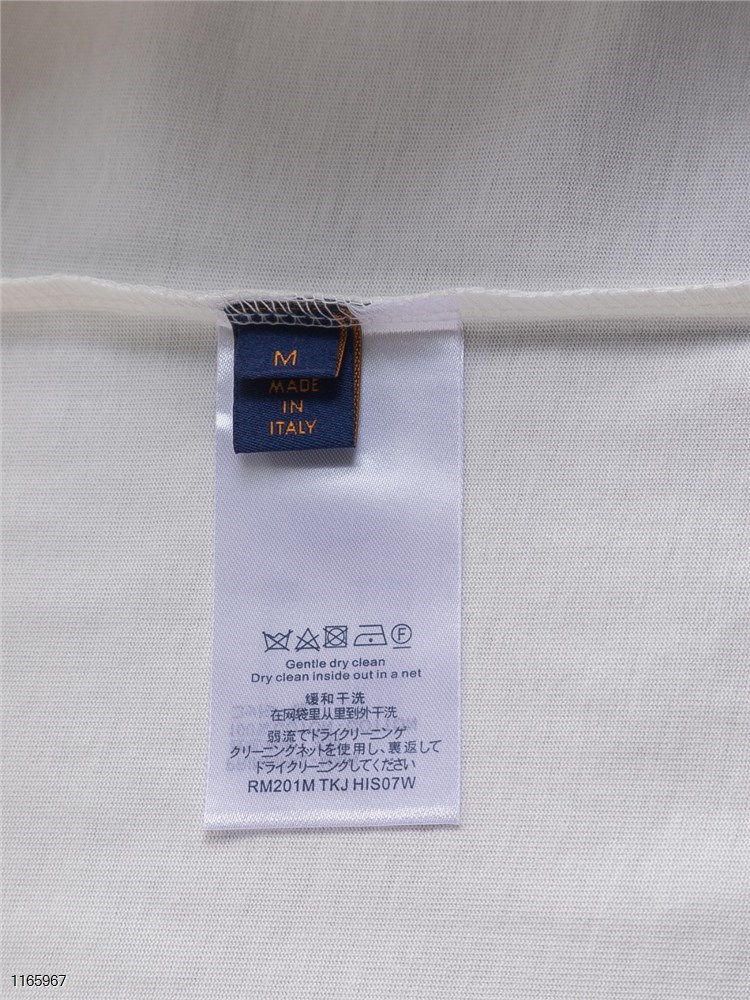 M
MADE
IN
ITALY
F
Gentle dry clean
Dry clean inside out in a net
缓和干洗
在网袋里从里到外干洗
弱流でドライクリーニング
クリーニングネットを使用し、裏返して
ドライクリーニングしてください
RM201M TKJ HIS07W
1165967